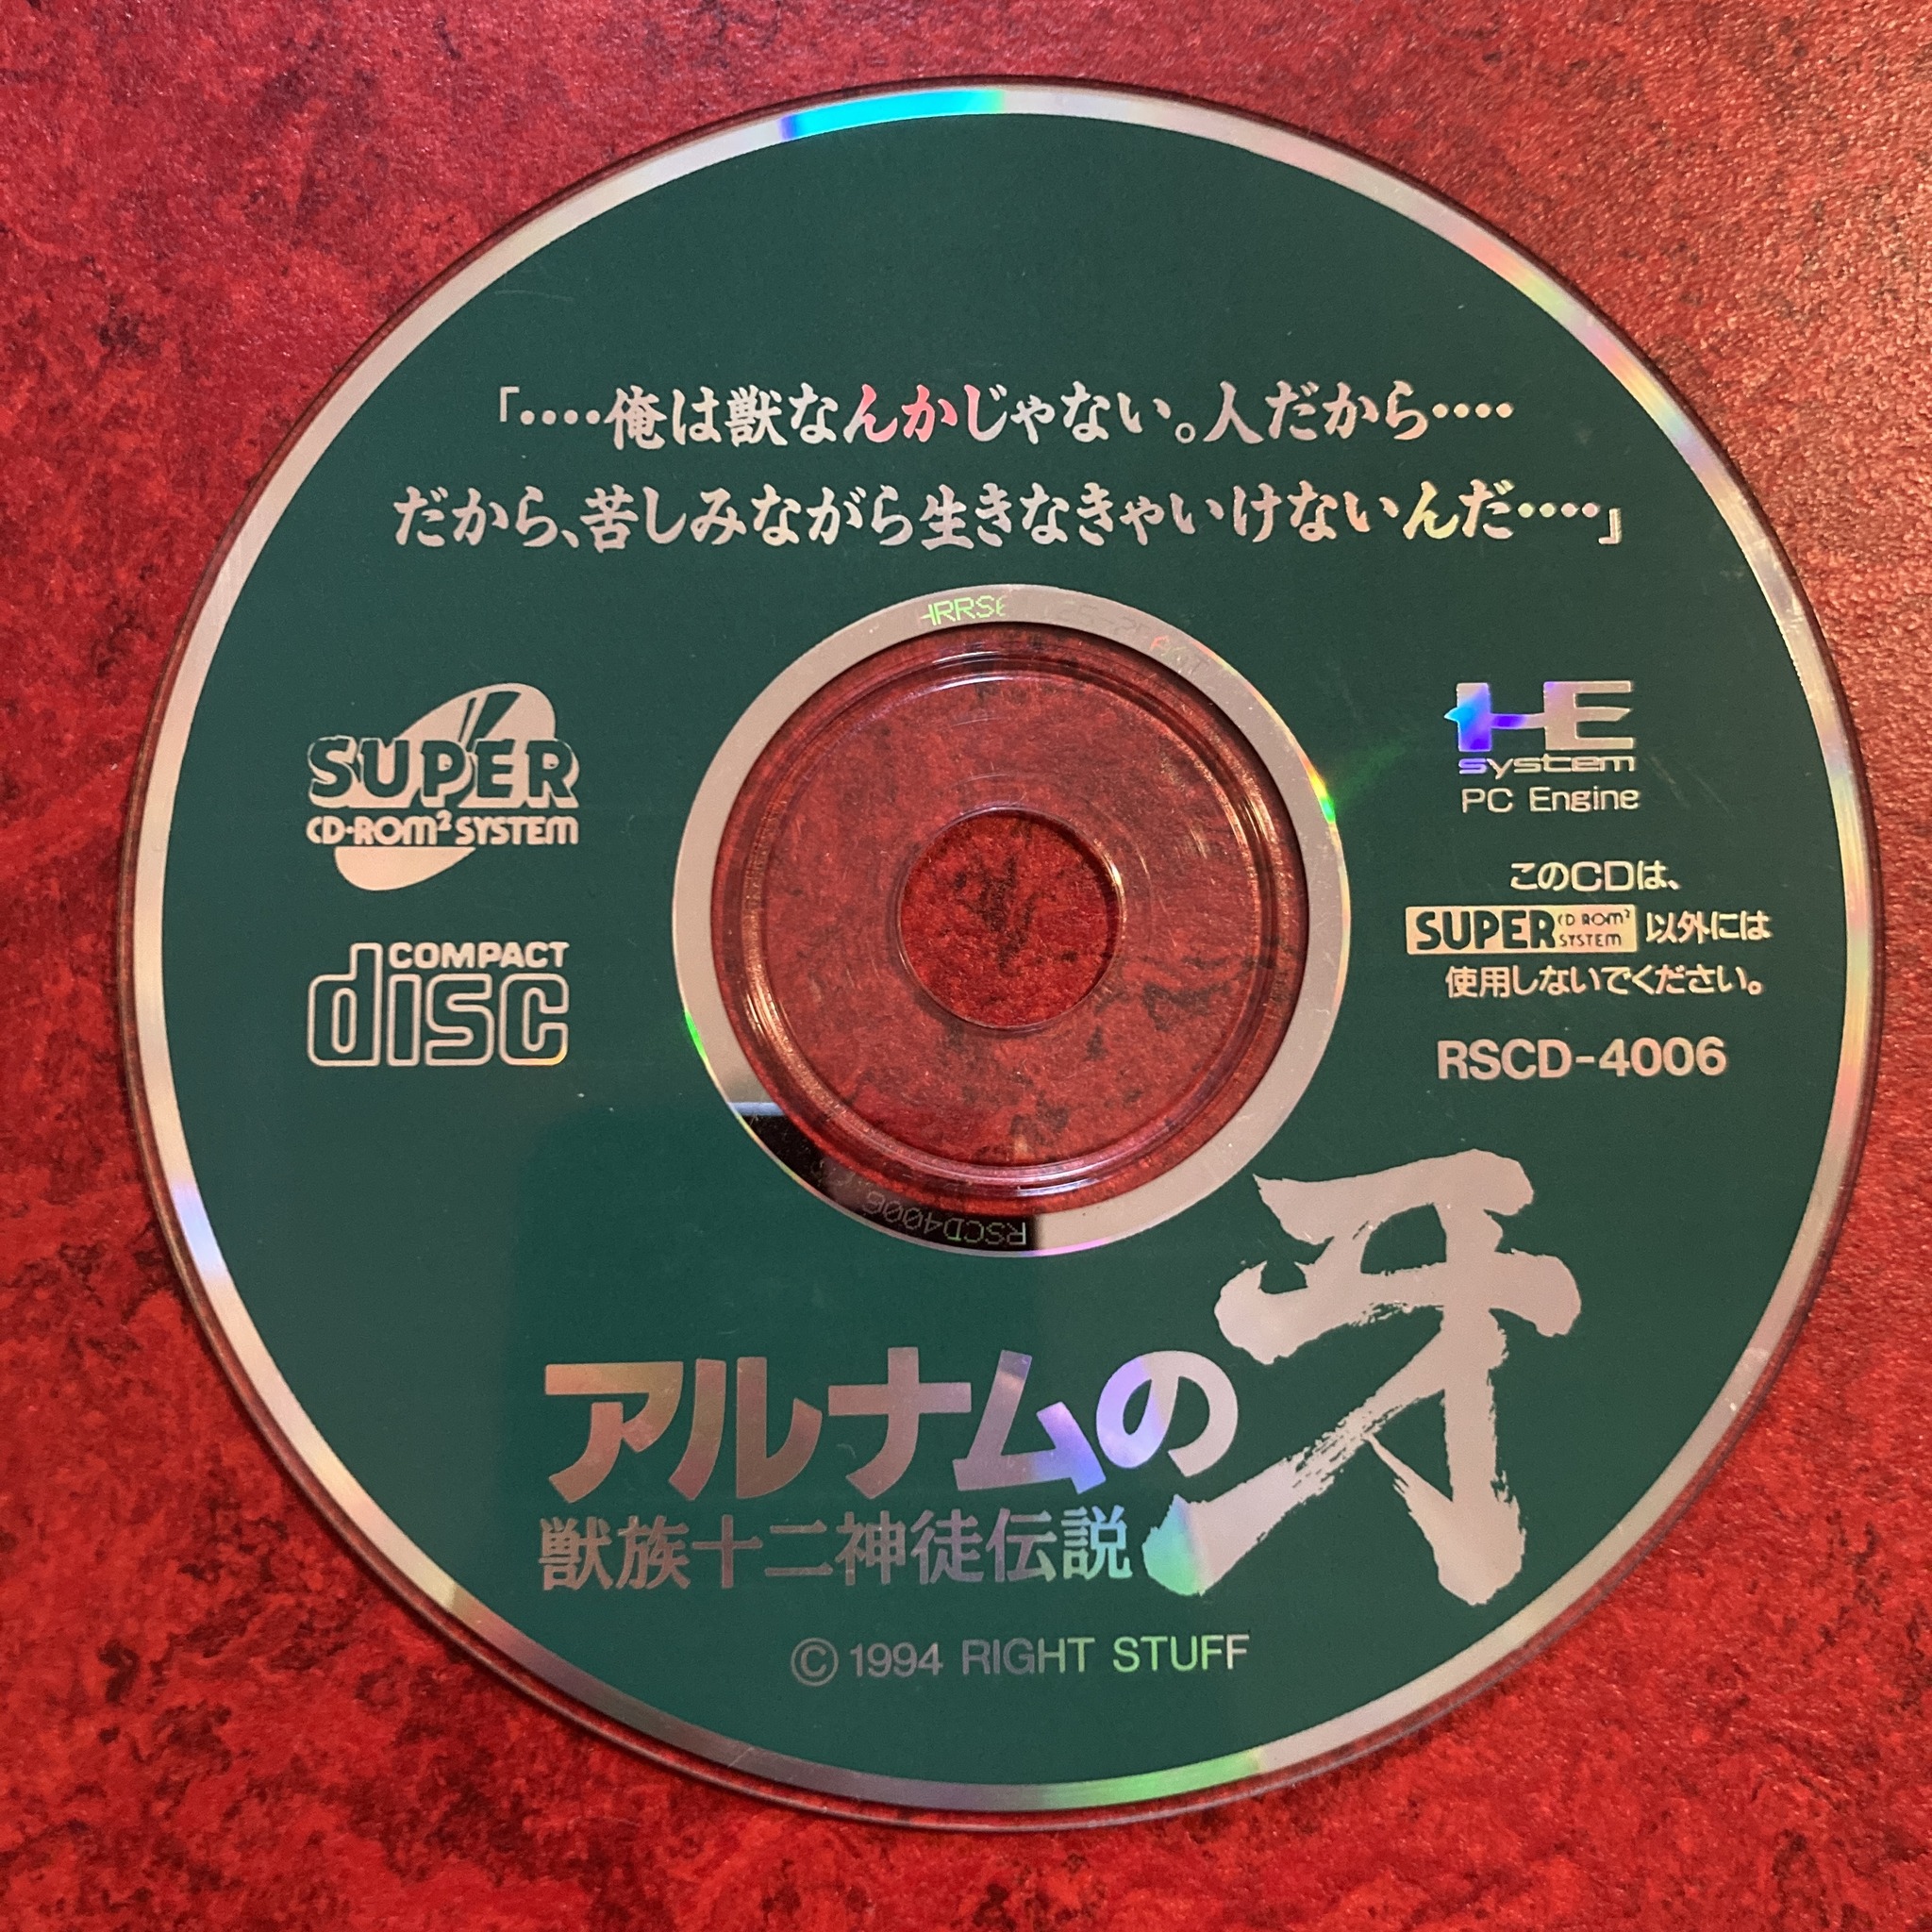 「‥‥俺は獣なんかじゃない。人だから‥‥
だから、苦しみながら生きなきゃいけないんだ‥‥」
SUPER
CD-ROM² SYSTEM
COMPACT
disc
HE
system
PC Engine
このCDは、
SUPER CD ROM² SYSTEM 以外には
使用しないでください。
RSCD-4006
RSCD4006
アルナムの牙
獣族十二神徒伝説
© 1994 RIGHT STUFF